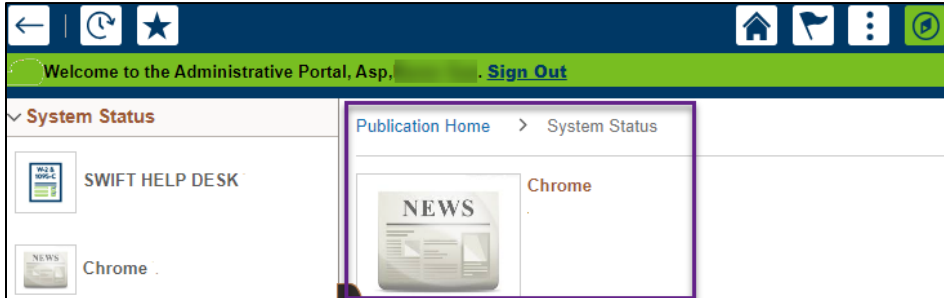 Welcome to the Administrative Portal, Asp, . Sign Out
System Status
Publication Home > System Status
W-2 &
1095-C
SWIFT HELP DESK
Chrome
NEWS
NEWS
Chrome